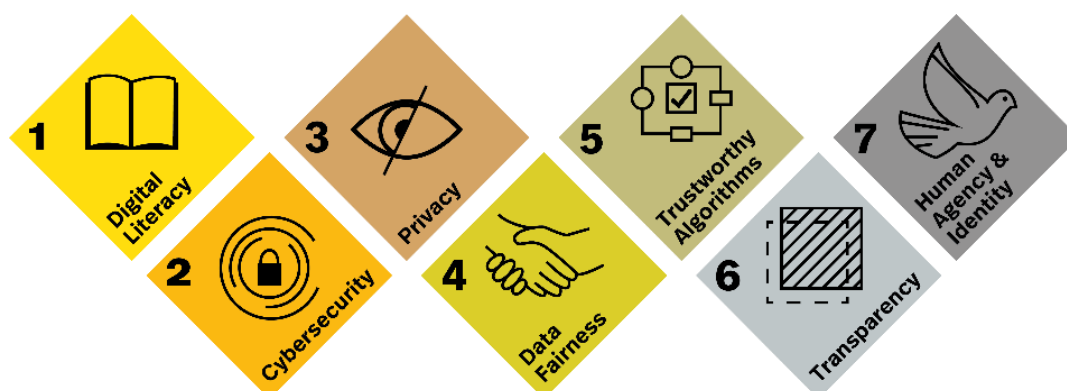 1
Digital
Literacy
2
Cybersecurity
3
Privacy
4
Data
Fairness
5
Trustworthy
Algorithms
6
Transparency
7
Human
Agency &
Identity